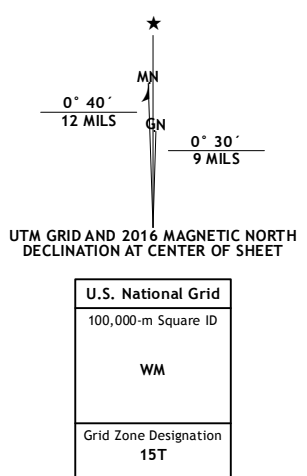 ★
MN
0° 40´
12 MILS
GN
0° 30´
9 MILS
UTM GRID AND 2016 MAGNETIC NORTH
DECLINATION AT CENTER OF SHEET
U.S. National Grid
100,000-m Square ID
WM
Grid Zone Designation
15T